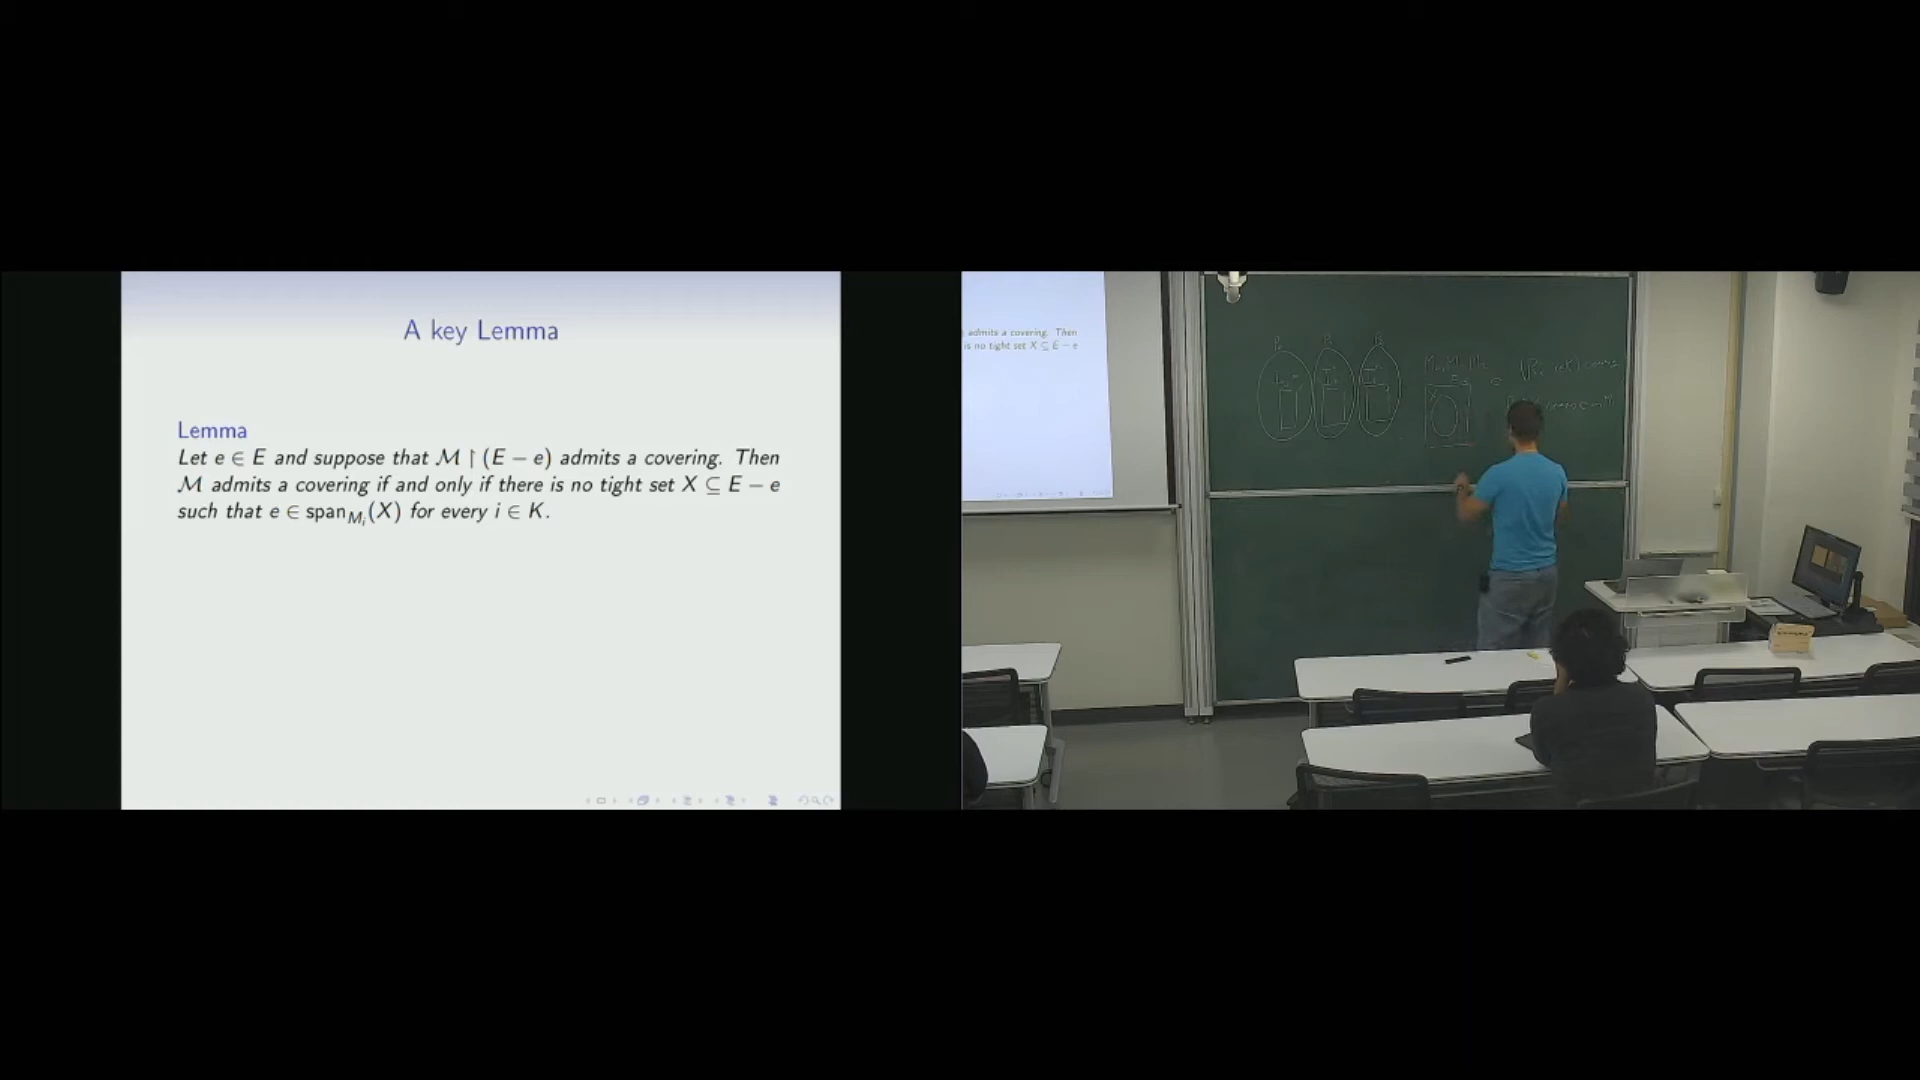 A key Lemma
Lemma
Let e ∈ E and suppose that ℳ ↾ (E − e) admits a covering. Then
ℳ admits a covering if and only if there is no tight set X ⊆ E − e
such that e ∈ span_{M_i}(X) for every i ∈ K.
admits a covering. Then
is no tight set X ⊆ E − e